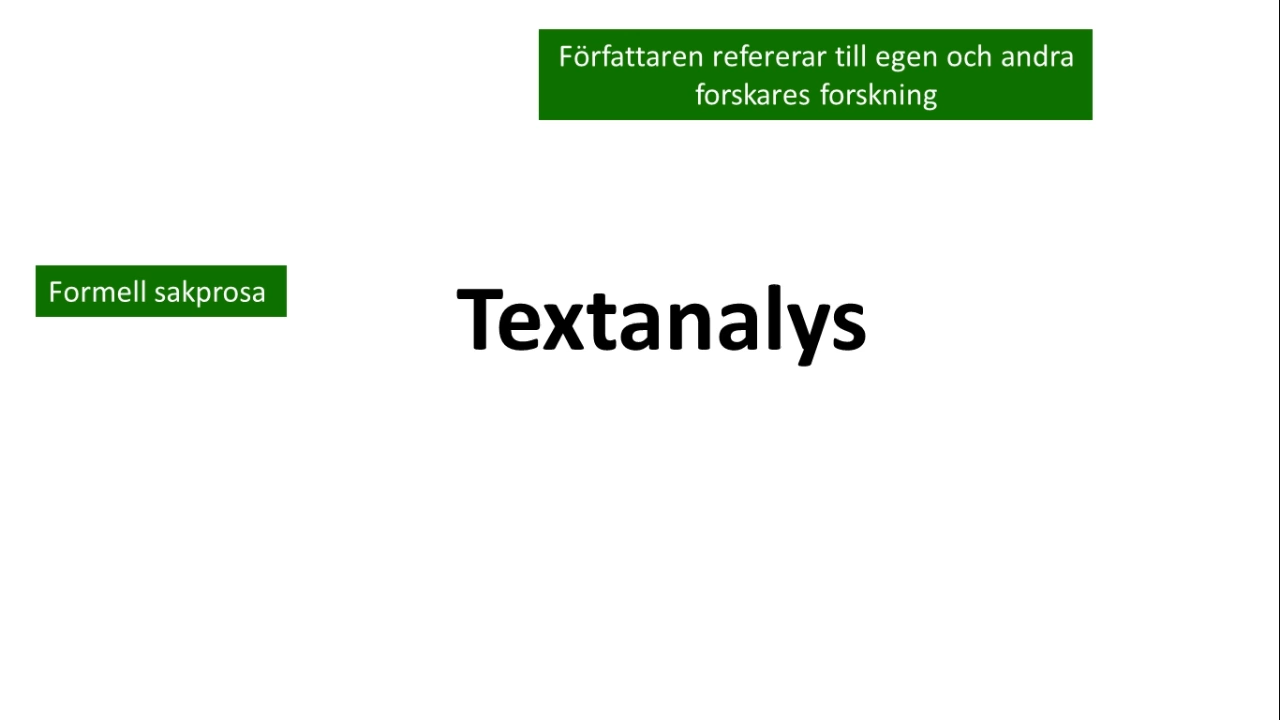 Författaren refererar till egen och andra
forskares forskning
Formell sakprosa
Textanalys